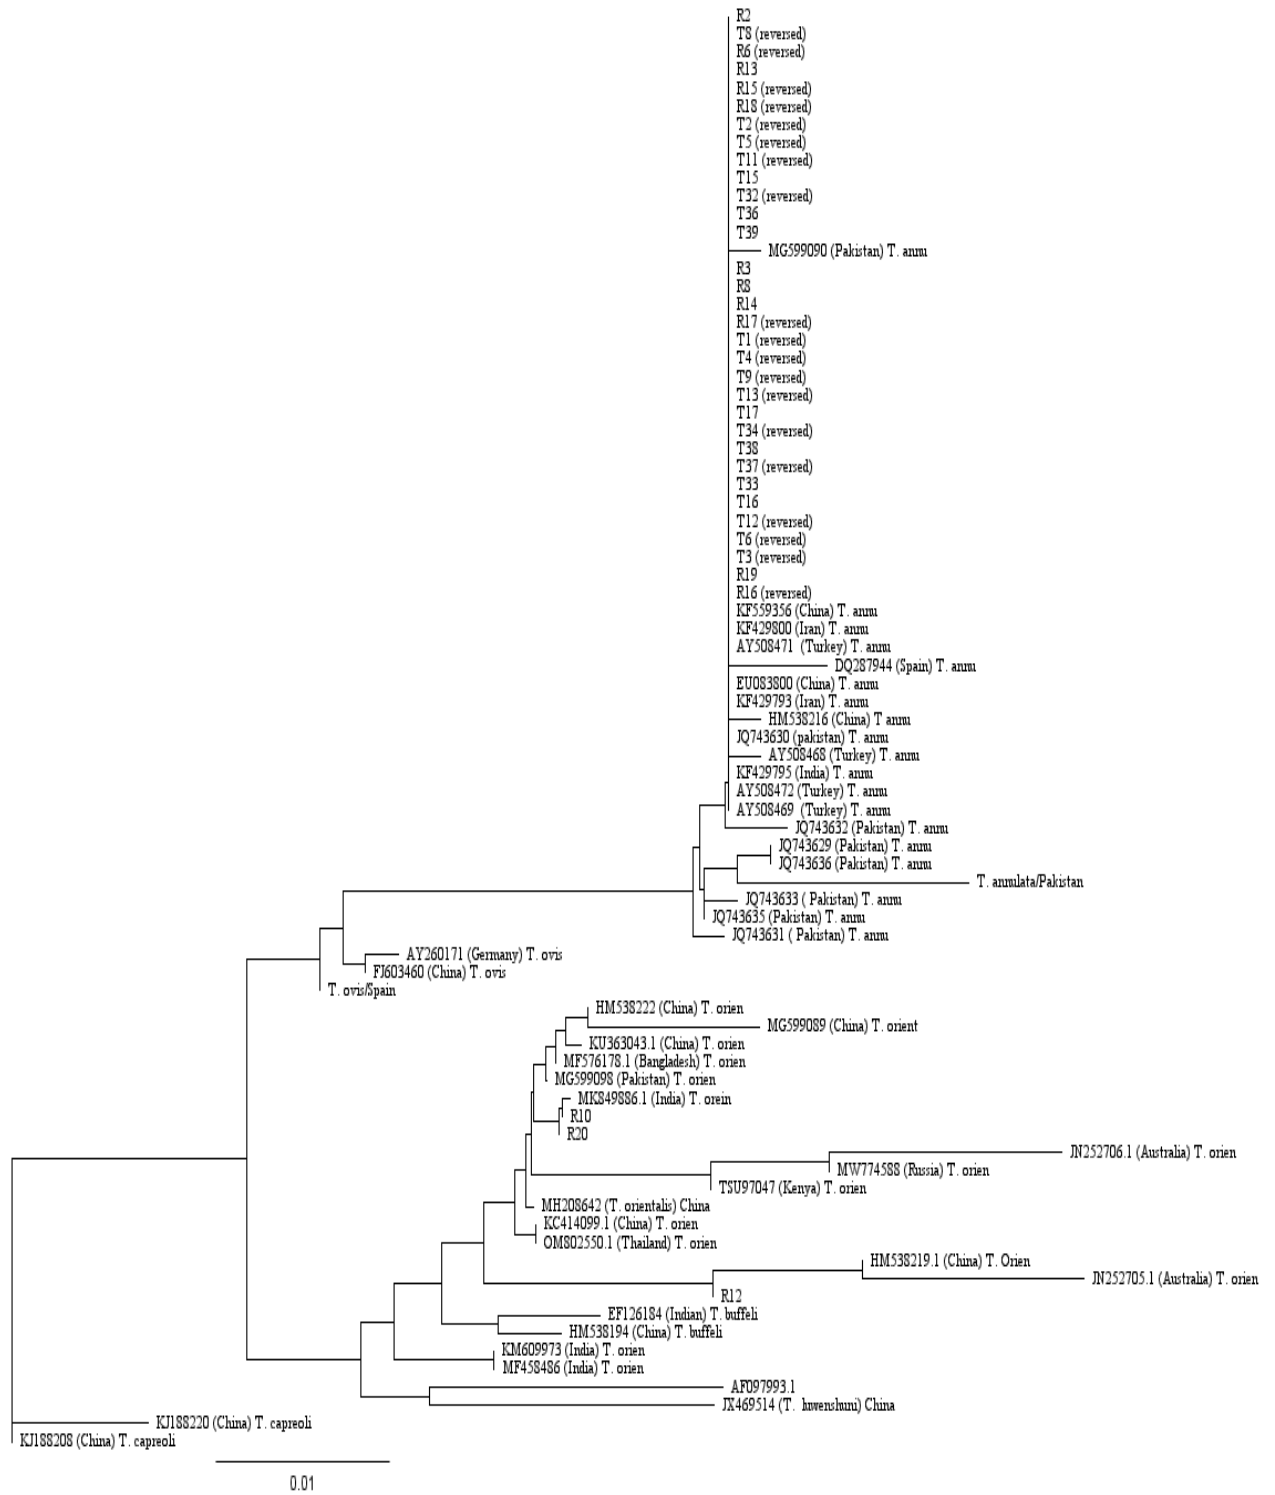 R2
T8 (reversed)
R6 (reversed)
R13
R15 (reversed)
R18 (reversed)
T2 (reversed)
T5 (reversed)
T11 (reversed)
T15
T32 (reversed)
T36
T39
MG599090 (Pakistan) T. annu
R3
R8
R14
R17 (reversed)
T1 (reversed)
T4 (reversed)
T9 (reversed)
T13 (reversed)
T17
T34 (reversed)
T38
T37 (reversed)
T33
T16
T12 (reversed)
T6 (reversed)
T3 (reversed)
R19
R16 (reversed)
KF559356 (China) T. annu
KF429800 (Iran) T. annu
AY508471 (Turkey) T. annu
DQ287944 (Spain) T. annu
EU083800 (China) T. annu
KF429793 (Iran) T. annu
HM538216 (China) T annu
JQ743630 (pakistan) T. annu
AY508468 (Turkey) T. annu
KF429795 (India) T. annu
AY508472 (Turkey) T. annu
AY508469 (Turkey) T. annu
JQ743632 (Pakistan) T. annu
JQ743629 (Pakistan) T. annu
JQ743636 (Pakistan) T. annu
T. annulata/Pakistan
JQ743633 ( Pakistan) T. annu
JQ743635 (Pakistan) T. annu
JQ743631 ( Pakistan) T. annu
AY260171 (Germany) T. ovis
FJ603460 (China) T. ovis
T. ovis/Spain
HM538222 (China) T. orien
MG599089 (China) T. orient
KU363043.1 (China) T. orien
MF576178.1 (Bangladesh) T. orien
MG599098 (Pakistan) T. orien
MK849886.1 (India) T. orein
R10
R20
JN252706.1 (Australia) T. orien
MW774588 (Russia) T. orien
TSU97047 (Kenya) T. orien
MH208642 (T. orientalis) China
KC414099.1 (China) T. orien
OM802550.1 (Thailand) T. orien
HM538219.1 (China) T. Orien
JN252705.1 (Australia) T. orien
R12
EF126184 (Indian) T. buffeli
HM538194 (China) T. buffeli
KM609973 (India) T. orien
MF458486 (India) T. orien
AF097993.1
JX469514 (T. luwenshuni) China
KJ188220 (China) T. capreoli
KJ188208 (China) T. capreoli
0.01